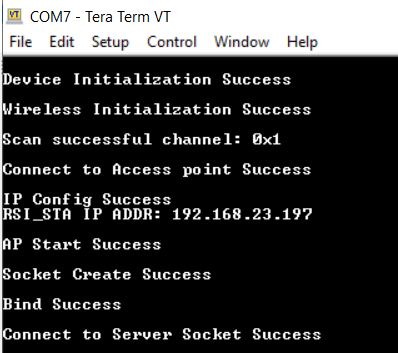 COM7 - Tera Term VT
File Edit Setup Control Window Help
Device Initialization Success
Wireless Initialization Success
Scan successful channel: 0x1
Connect to Access point Success
IP Config Success
RSI_STA IP ADDR: 192.168.23.197
AP Start Success
Socket Create Success
Bind Success
Connect to Server Socket Success